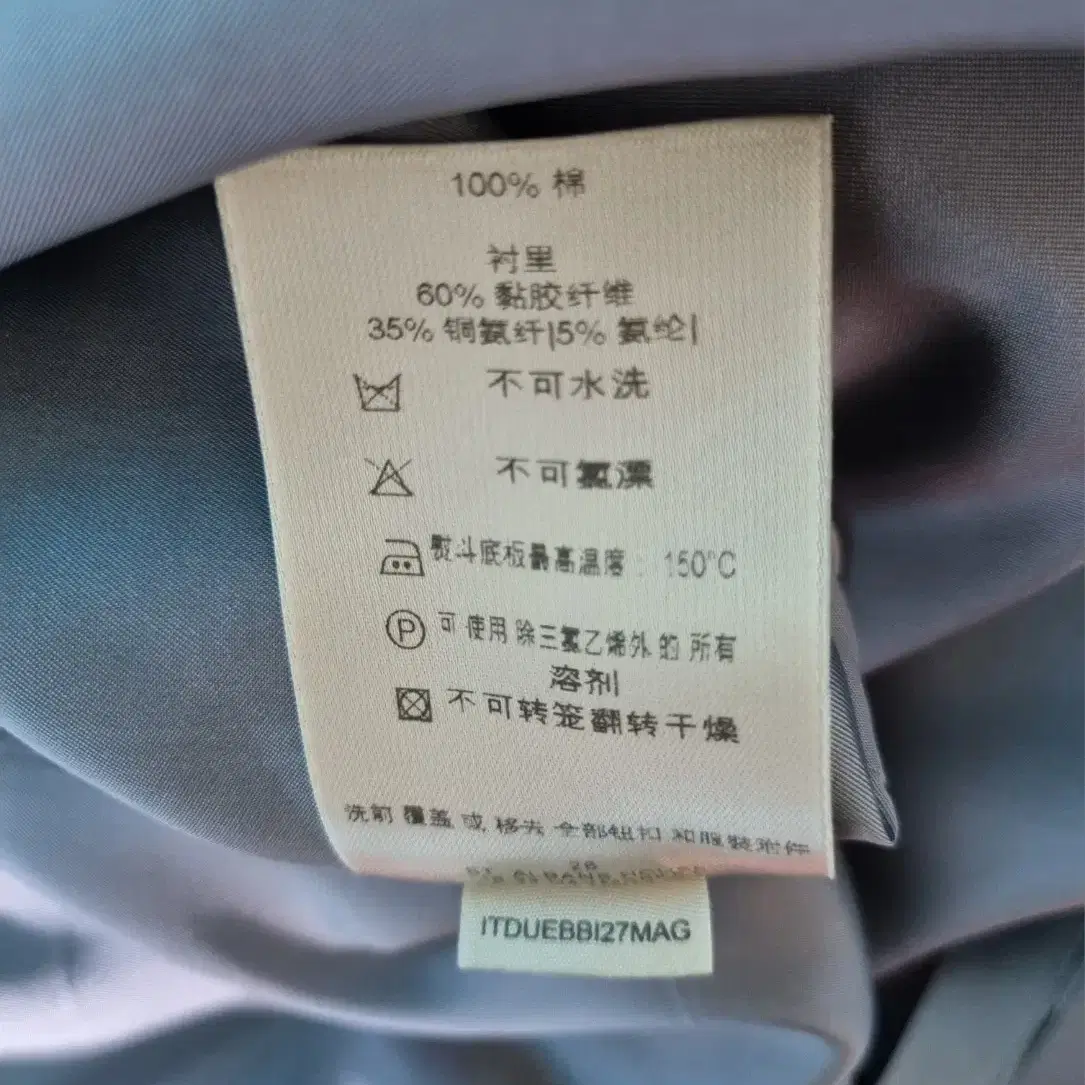 100% 棉
衬里
60% 黏胶纤维
35% 铜氨纤|5% 氨纶|
不可水洗
不可氯漂
熨斗底板最高温度： 150°C
P 可使用除三氯乙烯外的 所有
溶剂
不可转笼翻转干燥
洗前 覆盖 或 移去 全部钮扣 和服装附件
28
ITDUEBBI27MAG